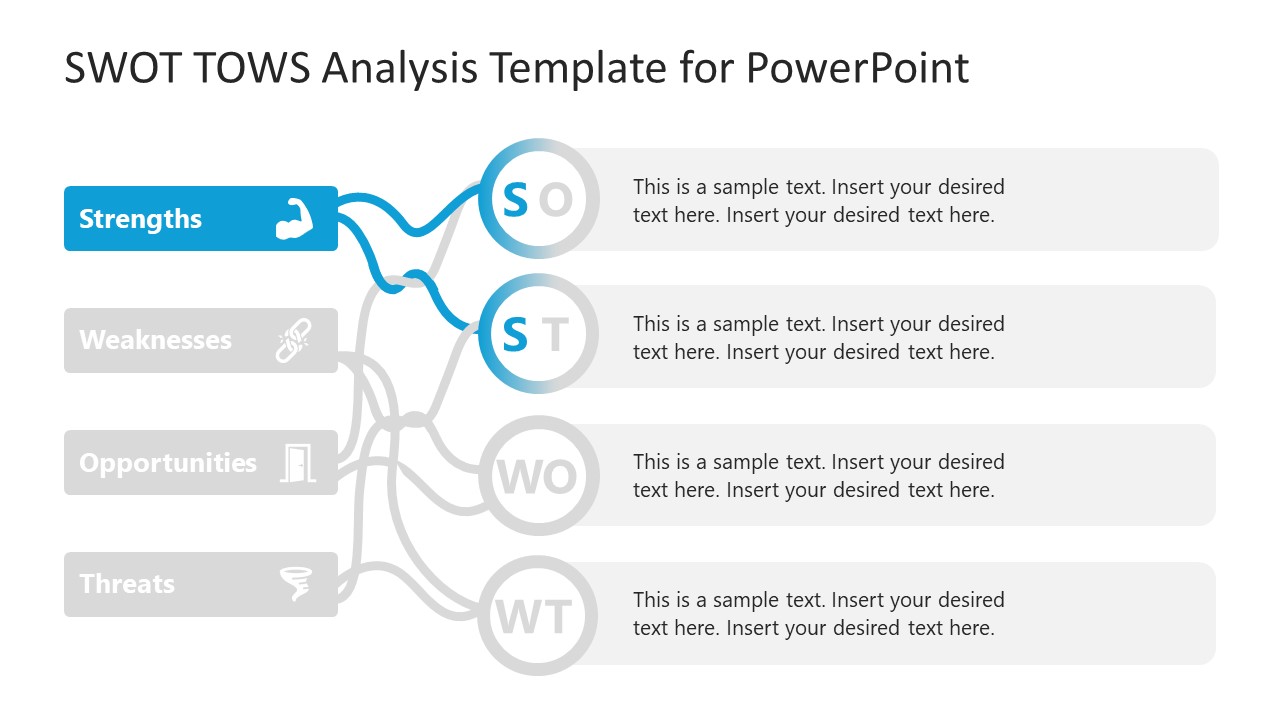 SWOT TOWS Analysis Template for PowerPoint
Strengths
Weaknesses
Opportunities
Threats
S O
This is a sample text. Insert your desired
text here. Insert your desired text here.
S T
This is a sample text. Insert your desired
text here. Insert your desired text here.
WO
This is a sample text. Insert your desired
text here. Insert your desired text here.
WT
This is a sample text. Insert your desired
text here. Insert your desired text here.